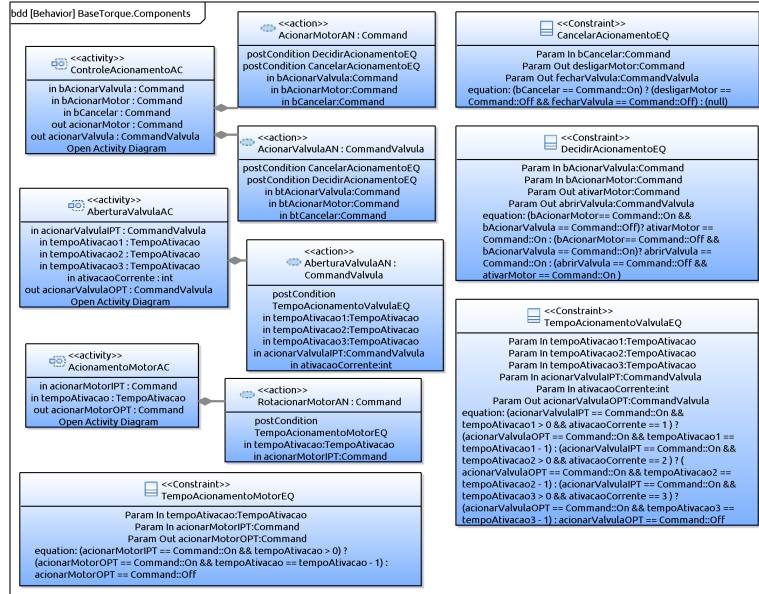 bdd [Behavior] BaseTorque.Components
<<activity>>
ControleAcionamentoAC
in bAcionarValvula : Command
in bAcionarMotor : Command
in bCancelar : Command
out acionarMotor : Command
out acionarValvula : CommandValvula
Open Activity Diagram
<<action>>
AcionarMotorAN : Command
postCondition DecidirAcionamentoEQ
postCondition CancelarAcionamentoEQ
in bAcionarValvula:Command
in bAcionarMotor:Command
in bCancelar:Command
<<Constraint>>
CancelarAcionamentoEQ
Param In bCancelar:Command
Param Out desligarMotor:Command
Param Out fecharValvula:CommandValvula
equation: (bCancelar == Command::On) ? (desligarMotor ==
Command::Off && fecharValvula == Command::Off) : (null)
<<action>>
AcionarValvulaAN : CommandValvula
postCondition CancelarAcionamentoEQ
postCondition DecidirAcionamentoEQ
in btAcionarValvula:Command
in btAcionarMotor:Command
in btCancelar:Command
<<Constraint>>
DecidirAcionamentoEQ
Param In bAcionarValvula:Command
Param In bAcionarMotor:Command
Param Out ativarMotor:Command
Param Out abrirValvula:CommandValvula
equation: (bAcionarMotor== Command::On &&
bAcionarValvula == Command::Off)? ativarMotor ==
Command::On : (bAcionarMotor== Command::Off &&
bAcionarValvula == Command::On)? abrirValvula ==
Command::On : (abrirValvula == Command::Off &&
ativarMotor == Command::On )
<<activity>>
AberturaValvulaAC
in acionarValvulaIPT : CommandValvula
in tempoAtivacao1 : TempoAtivacao
in tempoAtivacao2 : TempoAtivacao
in tempoAtivacao3 : TempoAtivacao
in ativacaoCorrente : int
out acionarValvulaOPT : CommandValvula
Open Activity Diagram
<<action>>
AberturaValvulaAN :
CommandValvula
postCondition
TempoAcionamentoValvulaEQ
in tempoAtivacao1:TempoAtivacao
in tempoAtivacao2:TempoAtivacao
in tempoAtivacao3:TempoAtivacao
in acionarValvulaIPT:CommandValvula
in ativacaoCorrente:int
<<Constraint>>
TempoAcionamentoValvulaEQ
Param In tempoAtivacao1:TempoAtivacao
Param In tempoAtivacao2:TempoAtivacao
Param In tempoAtivacao3:TempoAtivacao
Param In acionarValvulaIPT:CommandValvula
Param In ativacaoCorrente:int
Param Out acionarValvulaOPT:CommandValvula
equation: (acionarValvulaIPT == Command::On &&
tempoAtivacao1 > 0 && ativacaoCorrente == 1 ) ?
(acionarValvulaOPT == Command::On && tempoAtivacao1 ==
tempoAtivacao1 - 1) : (acionarValvulaIPT == Command::On &&
tempoAtivacao2 > 0 && ativacaoCorrente == 2 ) ? (
acionarValvulaOPT == Command::On && tempoAtivacao2 ==
tempoAtivacao2 - 1) : (acionarValvulaIPT == Command::On &&
tempoAtivacao3 > 0 && ativacaoCorrente == 3 ) ?
(acionarValvulaOPT == Command::On && tempoAtivacao3 ==
tempoAtivacao3 - 1) : acionarValvulaOPT == Command::Off
<<activity>>
AcionamentoMotorAC
in acionarMotorIPT : Command
in tempoAtivacao : TempoAtivacao
out acionarMotorOPT : Command
Open Activity Diagram
<<action>>
RotacionarMotorAN : Command
postCondition
TempoAcionamentoMotorEQ
in tempoAtivacao:TempoAtivacao
in acionarMotorIPT:Command
<<Constraint>>
TempoAcionamentoMotorEQ
Param In tempoAtivacao:TempoAtivacao
Param In acionarMotorIPT:Command
Param Out acionarMotorOPT:Command
equation: (acionarMotorIPT == Command::On && tempoAtivacao > 0) ?
(acionarMotorOPT == Command::On && tempoAtivacao == tempoAtivacao - 1) :
acionarMotorOPT == Command::Off